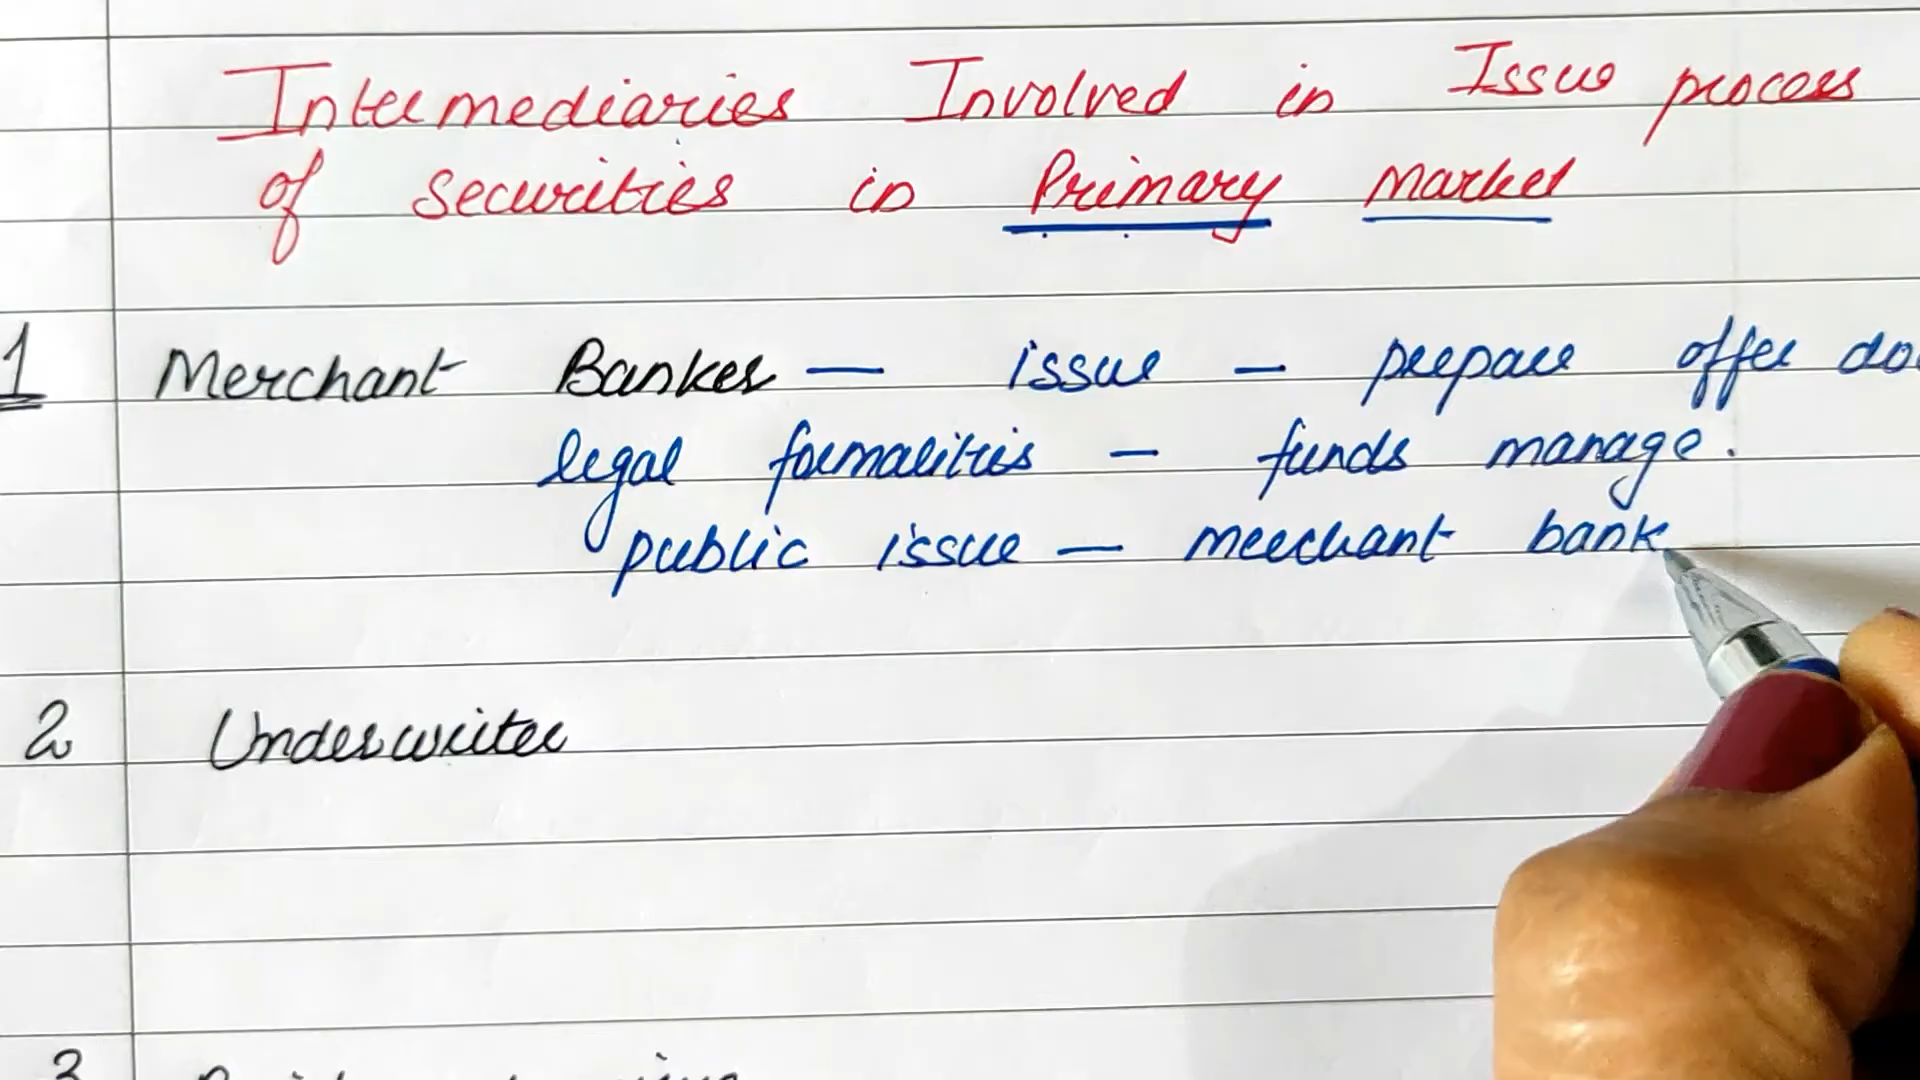 Intermediaries Involved in Issue process
of securities in Primary Market
1 Merchant Banker — issue — prepare offer do
legal formalities — funds manage.
public issue — merchant bank
2 Underwriter
3